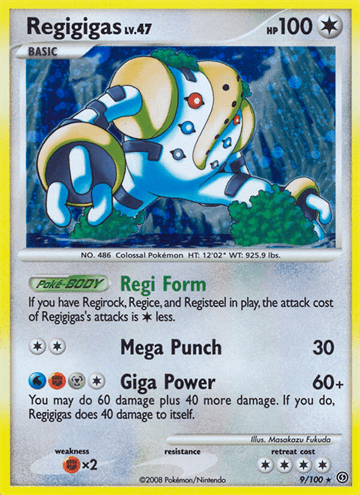 Regigigas LV.47 HP 100
BASIC
NO. 486 Colossal Pokémon HT: 12'02" WT: 925.9 lbs.
Poké-BODY Regi Form
If you have Regirock, Regice, and Registeel in play, the attack cost
of Regigigas's attacks is less.
Mega Punch 30
Giga Power 60+
You may do 60 damage plus 40 more damage. If you do,
Regigigas does 40 damage to itself.
Illus. Masakazu Fukuda
weakness resistance retreat cost
×2
©2008 Pokémon/Nintendo 9/100 ★